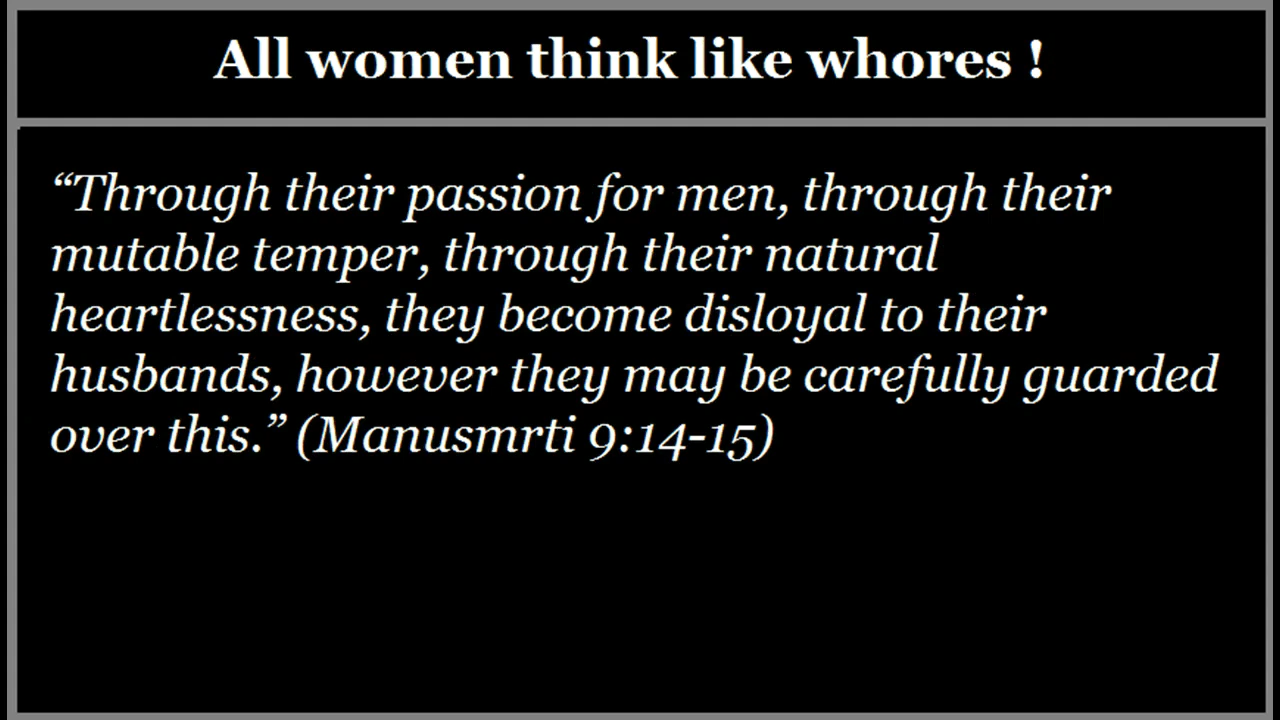 All women think like whores !
“Through their passion for men, through their
mutable temper, through their natural
heartlessness, they become disloyal to their
husbands, however they may be carefully guarded
over this.” (Manusmrti 9:14-15)